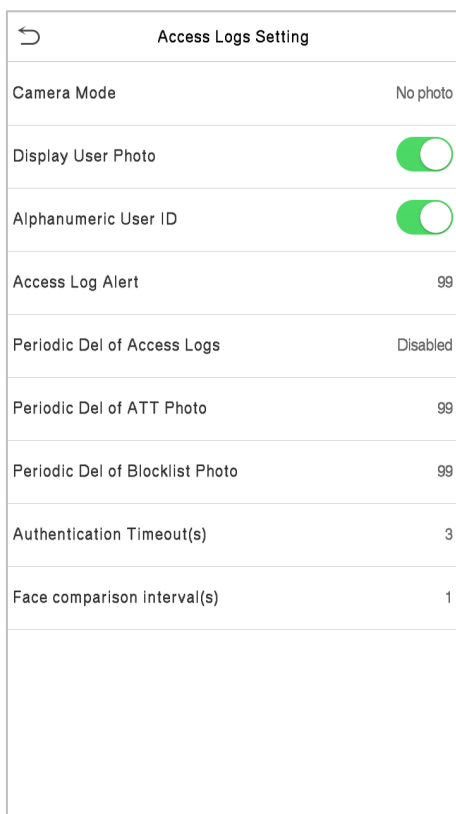 Access Logs Setting
Camera Mode No photo
Display User Photo
Alphanumeric User ID
Access Log Alert 99
Periodic Del of Access Logs Disabled
Periodic Del of ATT Photo 99
Periodic Del of Blocklist Photo 99
Authentication Timeout(s) 3
Face comparison interval(s) 1